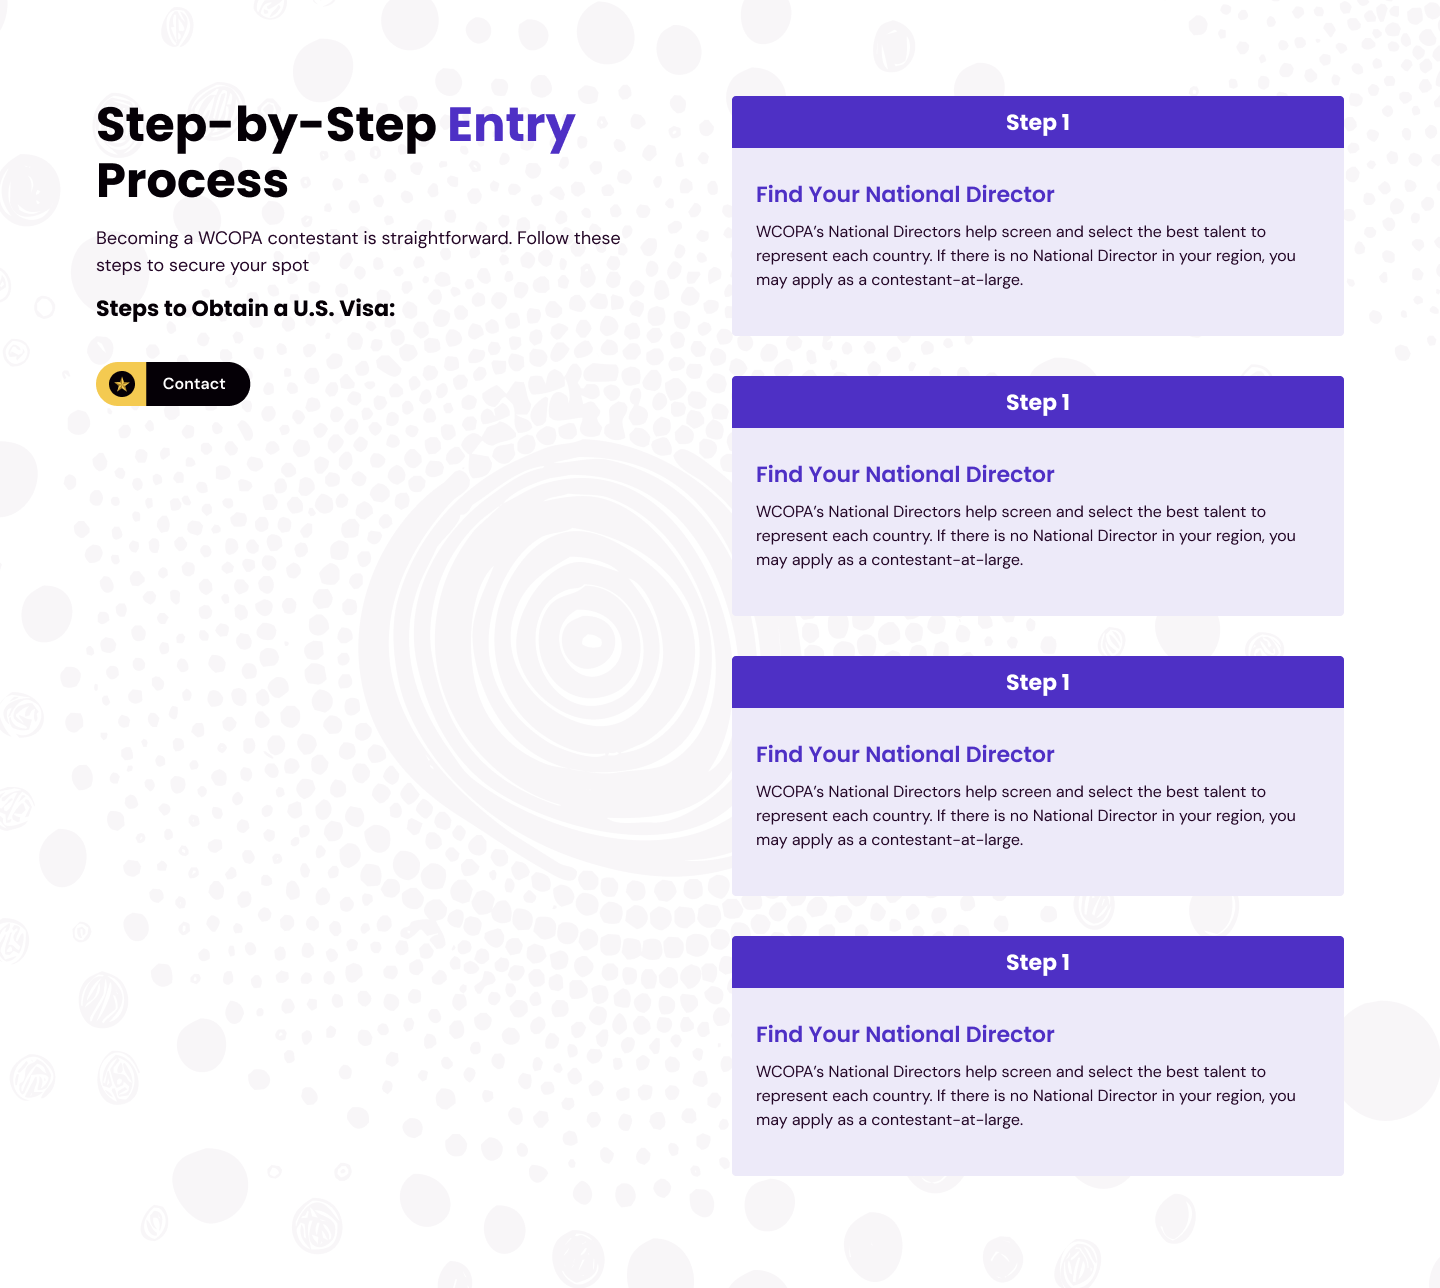 Step-by-Step Entry
Process
Becoming a WCOPA contestant is straightforward. Follow these
steps to secure your spot
Steps to Obtain a U.S. Visa:
Contact
Step 1
Find Your National Director
WCOPA’s National Directors help screen and select the best talent to
represent each country. If there is no National Director in your region, you
may apply as a contestant-at-large.
Step 1
Find Your National Director
WCOPA’s National Directors help screen and select the best talent to
represent each country. If there is no National Director in your region, you
may apply as a contestant-at-large.
Step 1
Find Your National Director
WCOPA’s National Directors help screen and select the best talent to
represent each country. If there is no National Director in your region, you
may apply as a contestant-at-large.
Step 1
Find Your National Director
WCOPA’s National Directors help screen and select the best talent to
represent each country. If there is no National Director in your region, you
may apply as a contestant-at-large.